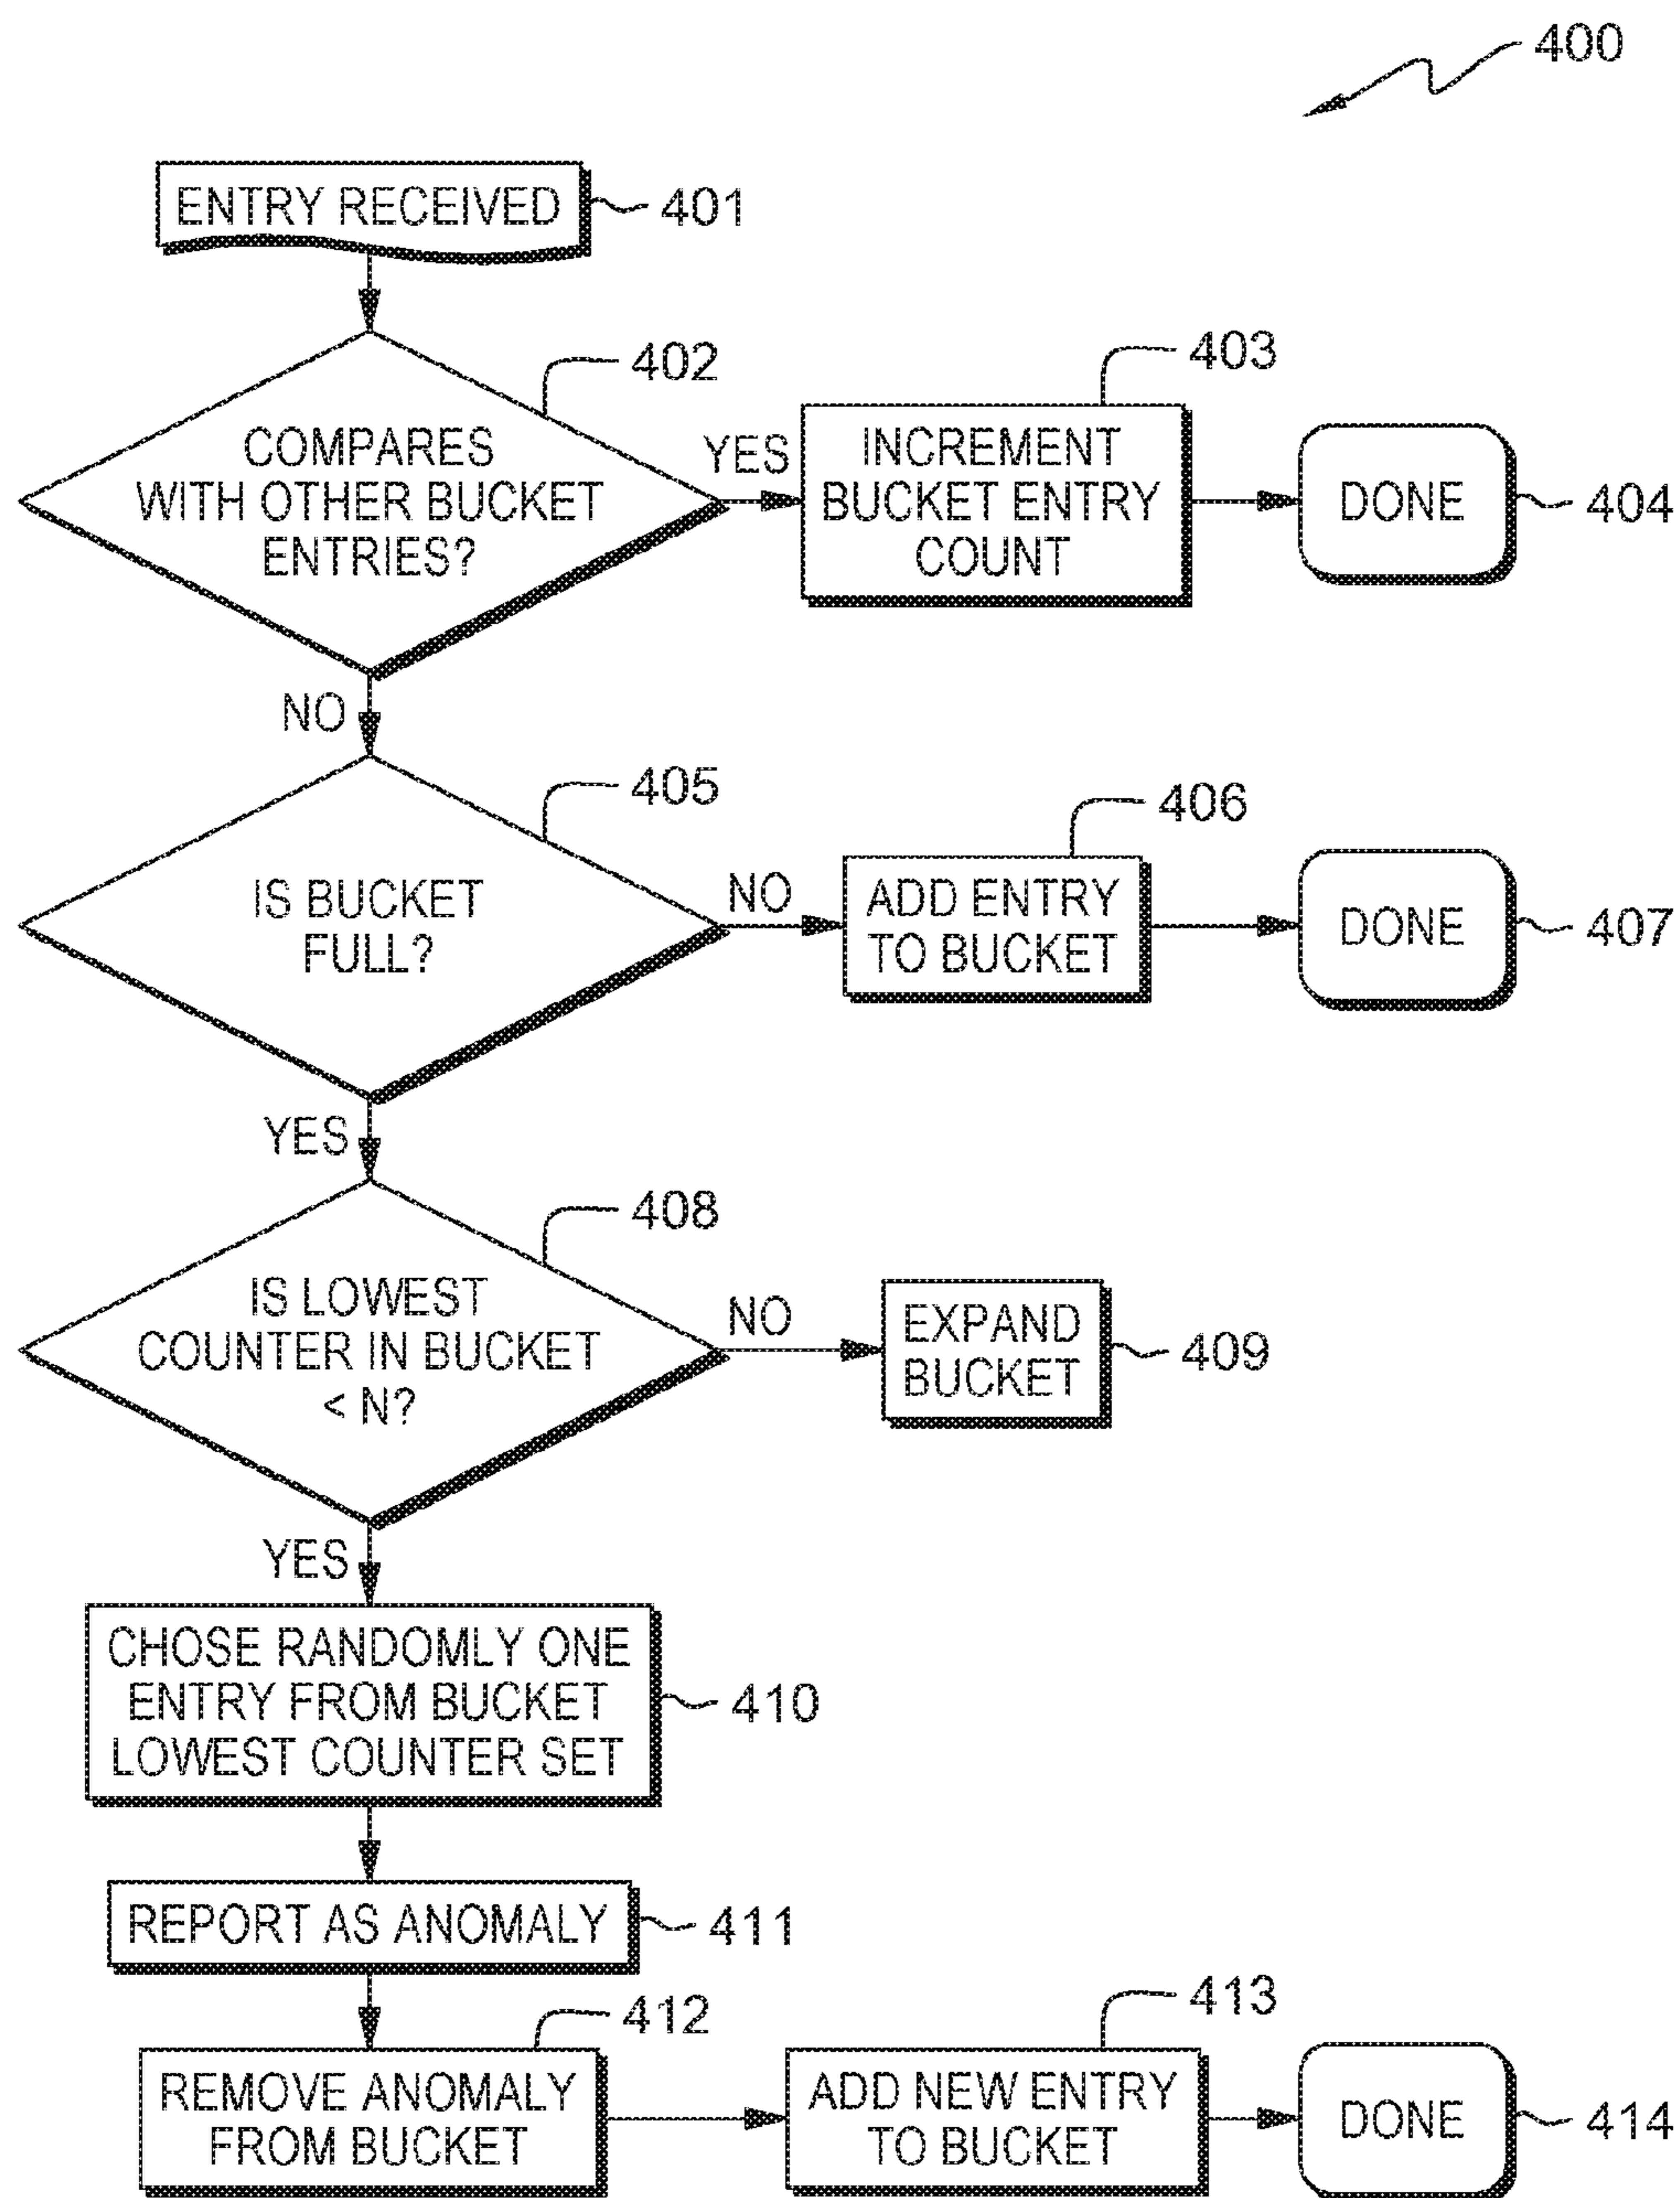 400
ENTRY RECEIVED
401
402
COMPARES
WITH OTHER BUCKET
ENTRIES?
YES
403
INCREMENT
BUCKET ENTRY
COUNT
DONE
404
NO
405
IS BUCKET
FULL?
NO
406
ADD ENTRY
TO BUCKET
DONE
407
YES
408
IS LOWEST
COUNTER IN BUCKET
< N?
NO
EXPAND
BUCKET
409
YES
CHOSE RANDOMLY ONE
ENTRY FROM BUCKET
LOWEST COUNTER SET
410
REPORT AS ANOMALY
411
412
REMOVE ANOMALY
FROM BUCKET
413
ADD NEW ENTRY
TO BUCKET
DONE
414